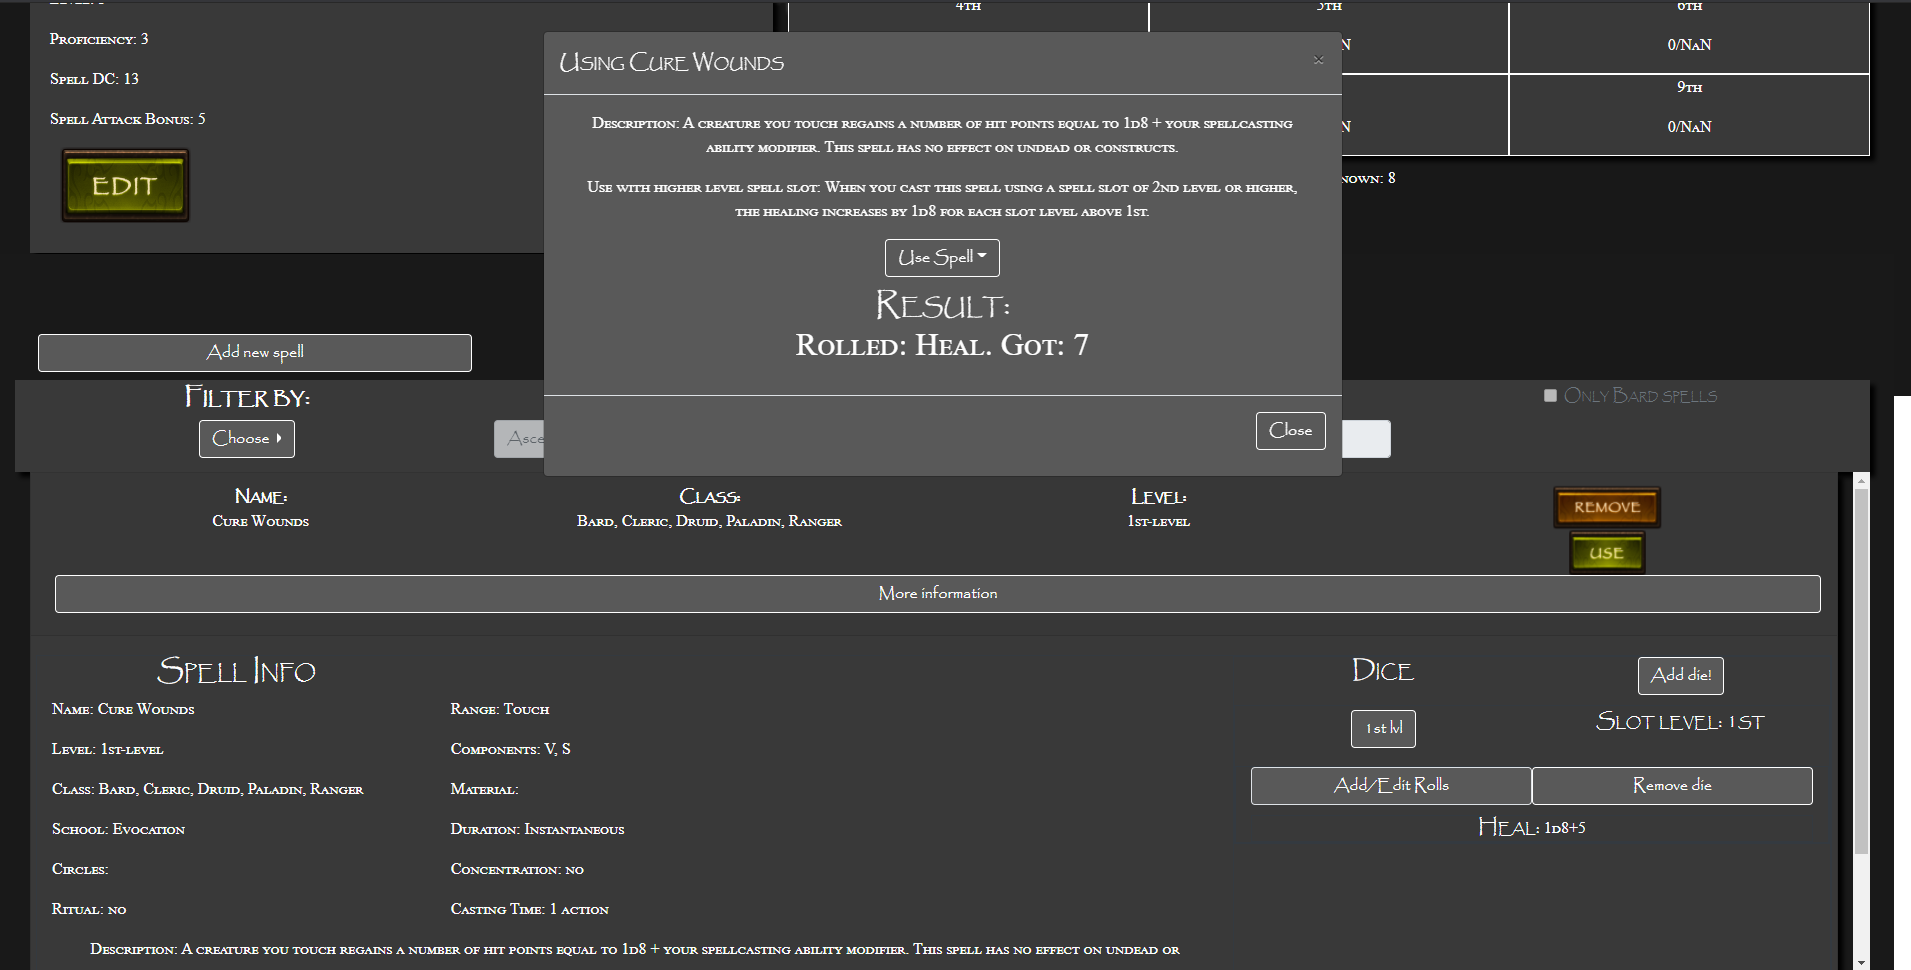 4th
5th
6th
Proficiency: 3
0/NaN
Spell DC: 13
9th
Spell Attack Bonus: 5
0/NaN
EDIT
nown: 8
Using Cure Wounds
×
Description: A creature you touch regains a number of hit points equal to 1d8 + your spellcasting
ability modifier. This spell has no effect on undead or constructs.
Use with higher level spell slot: When you cast this spell using a spell slot of 2nd level or higher,
the healing increases by 1d8 for each slot level above 1st.
Use Spell
Result:
Rolled: Heal. Got: 7
Close
Add new spell
Filter by:
Only Bard spells
Choose
Asce
Name:
Class:
Level:
Cure Wounds
Bard, Cleric, Druid, Paladin, Ranger
1st-level
REMOVE
USE
More information
Spell Info
Name: Cure Wounds
Range: Touch
Level: 1st-level
Components: V, S
Class: Bard, Cleric, Druid, Paladin, Ranger
Material:
School: Evocation
Duration: Instantaneous
Circles:
Concentration: no
Ritual: no
Casting Time: 1 action
Description: A creature you touch regains a number of hit points equal to 1d8 + your spellcasting ability modifier. This spell has no effect on undead or
Dice
Add die!
1st lvl
Slot level: 1st
Add/Edit Rolls
Remove die
Heal: 1d8+5